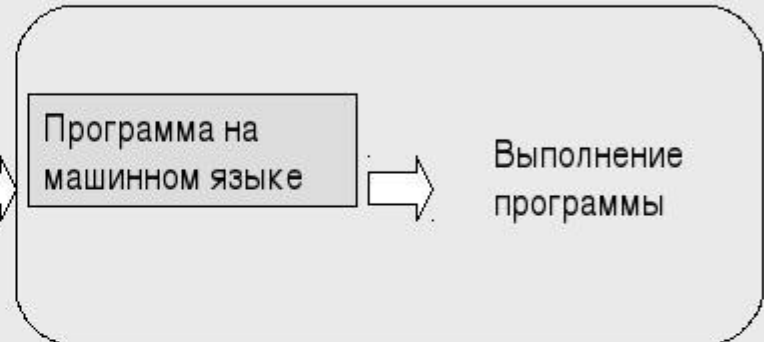 Программа на
машинном языке
Выполнение
программы